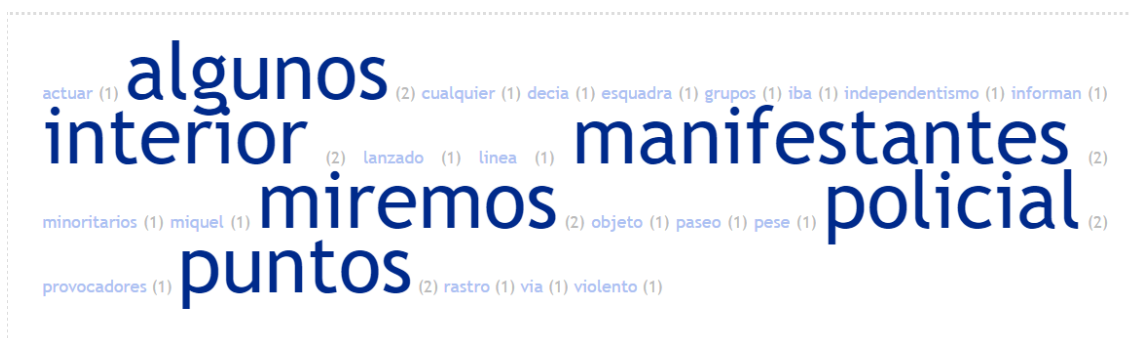 actuar (1) algunos (2) cualquier (1) decia (1) esquadra (1) grupos (1) iba (1) independentismo (1) informan (1)
interior (2) lanzado (1) linea (1) manifestantes (2)
minoritarios (1) miquel (1) miremos (2) objeto (1) paseo (1) pese (1) policial (2)
provocadores (1) puntos (2) rastro (1) via (1) violento (1)